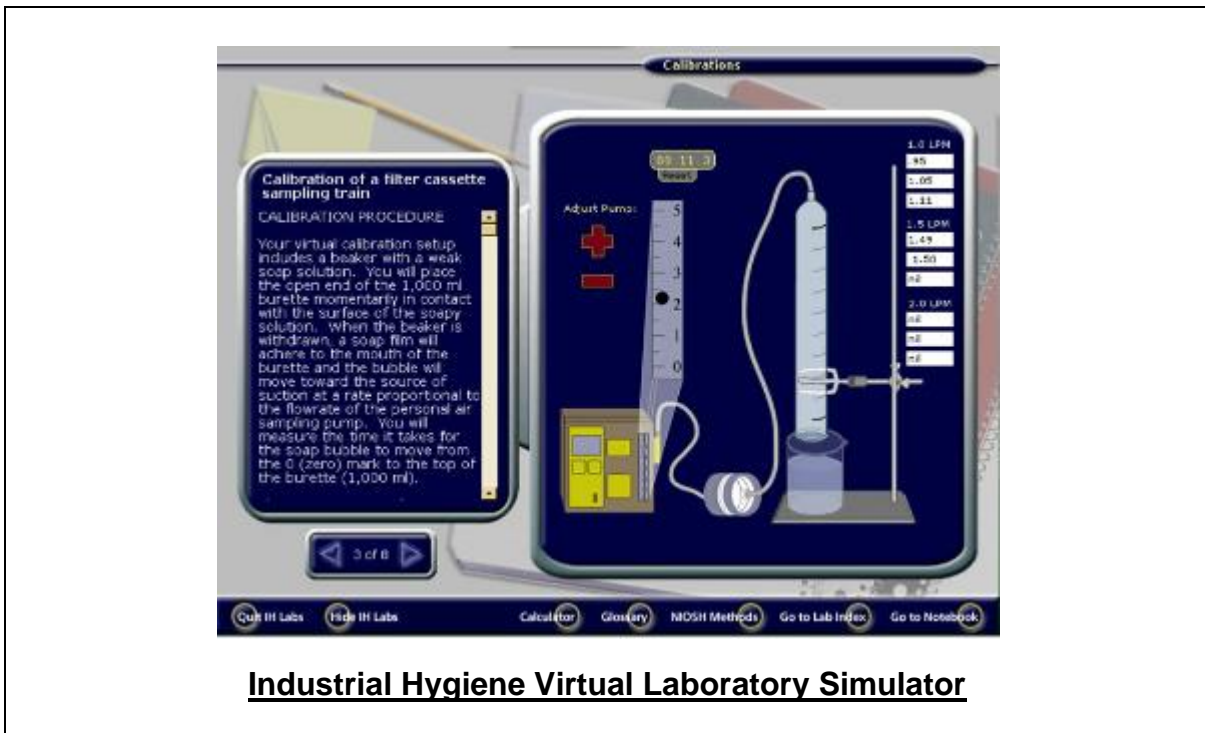 Calibrations
Calibration of a filter cassette
sampling train
CALIBRATION PROCEDURE
Your virtual calibration setup
includes a beaker with a weak
soap solution. You will place
the open end of the 1,000 ml
burette momentarily in contact
with the surface of the soapy
solution. When the beaker is
withdrawn, a soap film will
adhere to the mouth of the
burette and the bubble will
move toward the source of
suction at a rate proportional to
the flowrate of the personal air
sampling pump. You will
measure the time it takes for
the soap bubble to move from
the 0 (zero) mark to the top of
the burette (1,000 ml).
3 of 8
09 11 3
Reset
Adjust Pump:
5
4
3
2
1
0
1.0 LPM
.95
1.05
1.11
1.5 LPM
1.49
1.50
2.0 LPM
Quit IH Labs
Hide IH Labs
Calculator
Glossary
NIOSH Methods
Go to Lab Index
Go to Notebook
Industrial Hygiene Virtual Laboratory Simulator